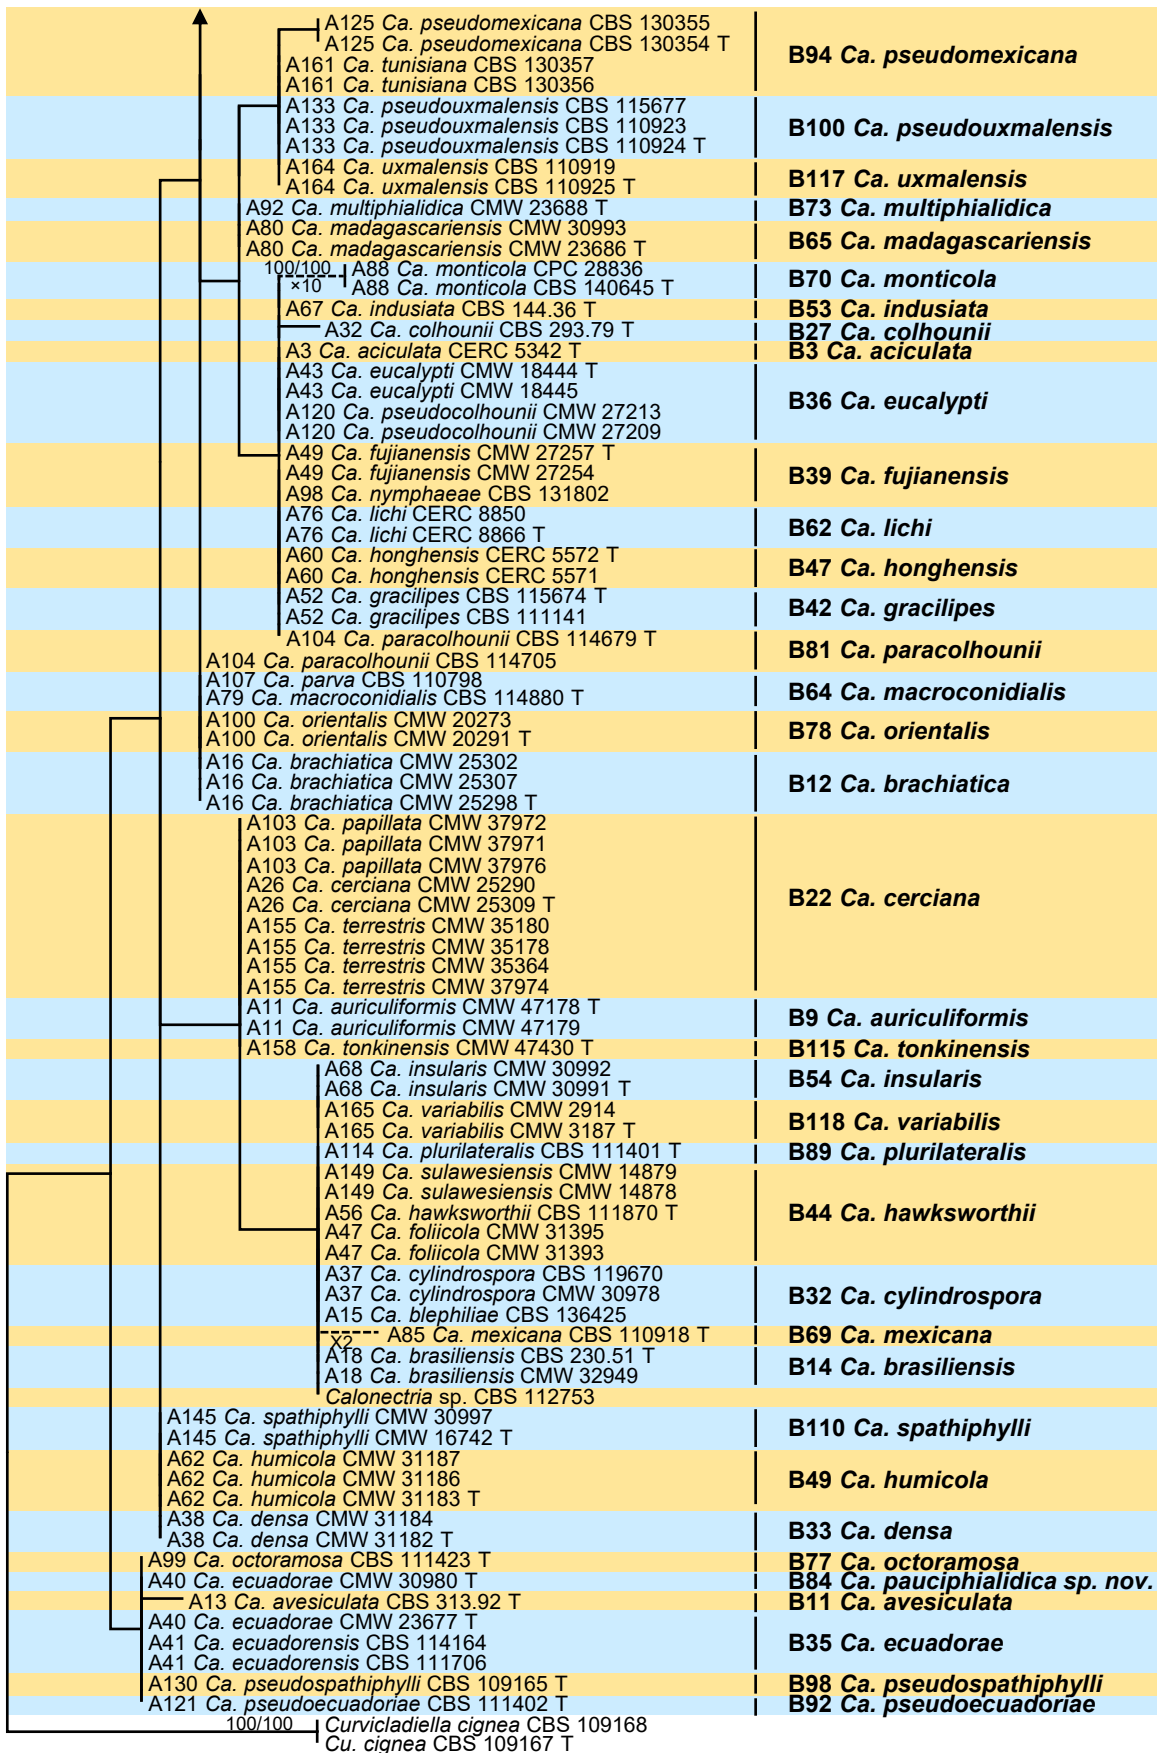 A125 Ca. pseudomexicana CBS 130355
A125 Ca. pseudomexicana CBS 130354 T
A161 Ca. tunisiana CBS 130357
A161 Ca. tunisiana CBS 130356
B94 Ca. pseudomexicana
A133 Ca. pseudouxmalensis CBS 115677
A133 Ca. pseudouxmalensis CBS 110923
A133 Ca. pseudouxmalensis CBS 110924 T
B100 Ca. pseudouxmalensis
A164 Ca. uxmalensis CBS 110919
A164 Ca. uxmalensis CBS 110925 T
B117 Ca. uxmalensis
A92 Ca. multiphialidica CMW 23688 T
B73 Ca. multiphialidica
A80 Ca. madagascariensis CMW 30993
A80 Ca. madagascariensis CMW 23686 T
B65 Ca. madagascariensis
100/100
×10
A88 Ca. monticola CPC 28836
A88 Ca. monticola CBS 140645 T
B70 Ca. monticola
A67 Ca. indusiata CBS 144.36 T
B53 Ca. indusiata
A32 Ca. colhounii CBS 293.79 T
B27 Ca. colhounii
A3 Ca. aciculata CERC 5342 T
B3 Ca. aciculata
A43 Ca. eucalypti CMW 18444 T
A43 Ca. eucalypti CMW 18445
A120 Ca. pseudocolhounii CMW 27213
A120 Ca. pseudocolhounii CMW 27209
B36 Ca. eucalypti
A49 Ca. fujianensis CMW 27257 T
A49 Ca. fujianensis CMW 27254
A98 Ca. nymphaeae CBS 131802
B39 Ca. fujianensis
A76 Ca. lichi CERC 8850
A76 Ca. lichi CERC 8866 T
B62 Ca. lichi
A60 Ca. honghensis CERC 5572 T
A60 Ca. honghensis CERC 5571
B47 Ca. honghensis
A52 Ca. gracilipes CBS 115674 T
A52 Ca. gracilipes CBS 111141
B42 Ca. gracilipes
A104 Ca. paracolhounii CBS 114679 T
A104 Ca. paracolhounii CBS 114705
B81 Ca. paracolhounii
A107 Ca. parva CBS 110798
A79 Ca. macroconidialis CBS 114880 T
B64 Ca. macroconidialis
A100 Ca. orientalis CMW 20273
A100 Ca. orientalis CMW 20291 T
B78 Ca. orientalis
A16 Ca. brachiatica CMW 25302
A16 Ca. brachiatica CMW 25307
A16 Ca. brachiatica CMW 25298 T
B12 Ca. brachiatica
A103 Ca. papillata CMW 37972
A103 Ca. papillata CMW 37971
A103 Ca. papillata CMW 37976
A26 Ca. cerciana CMW 25290
A26 Ca. cerciana CMW 25309 T
A155 Ca. terrestris CMW 35180
A155 Ca. terrestris CMW 35178
A155 Ca. terrestris CMW 35364
A155 Ca. terrestris CMW 37974
B22 Ca. cerciana
A11 Ca. auriculiformis CMW 47178 T
A11 Ca. auriculiformis CMW 47179
B9 Ca. auriculiformis
A158 Ca. tonkinensis CMW 47430 T
B115 Ca. tonkinensis
A68 Ca. insularis CMW 30992
A68 Ca. insularis CMW 30991 T
B54 Ca. insularis
A165 Ca. variabilis CMW 2914
A165 Ca. variabilis CMW 3187 T
B118 Ca. variabilis
A114 Ca. plurilateralis CBS 111401 T
B89 Ca. plurilateralis
A149 Ca. sulawesiensis CMW 14879
A149 Ca. sulawesiensis CMW 14878
A56 Ca. hawksworthii CBS 111870 T
A47 Ca. foliicola CMW 31395
A47 Ca. foliicola CMW 31393
B44 Ca. hawksworthii
A37 Ca. cylindrospora CBS 119670
A37 Ca. cylindrospora CMW 30978
A15 Ca. blephiliae CBS 136425
B32 Ca. cylindrospora
X2
A85 Ca. mexicana CBS 110918 T
B69 Ca. mexicana
A18 Ca. brasiliensis CBS 230.51 T
A18 Ca. brasiliensis CMW 32949
B14 Ca. brasiliensis
Calonectria sp. CBS 112753
A145 Ca. spathiphylli CMW 30997
A145 Ca. spathiphylli CMW 16742 T
B110 Ca. spathiphylli
A62 Ca. humicola CMW 31187
A62 Ca. humicola CMW 31186
A62 Ca. humicola CMW 31183 T
B49 Ca. humicola
A38 Ca. densa CMW 31184
A38 Ca. densa CMW 31182 T
B33 Ca. densa
A99 Ca. octoramosa CBS 111423 T
B77 Ca. octoramosa
A40 Ca. ecuadorae CMW 30980 T
B84 Ca. pauciphialidica sp. nov.
A13 Ca. avesiculata CBS 313.92 T
B11 Ca. avesiculata
A40 Ca. ecuadorae CMW 23677 T
A41 Ca. ecuadorensis CBS 114164
A41 Ca. ecuadorensis CBS 111706
B35 Ca. ecuadorae
A130 Ca. pseudospathiphylli CBS 109165 T
B98 Ca. pseudospathiphylli
A121 Ca. pseudoecuadoriae CBS 111402 T
B92 Ca. pseudoecuadoriae
100/100
Curvicladiella cignea CBS 109168
Cu. cignea CBS 109167 T